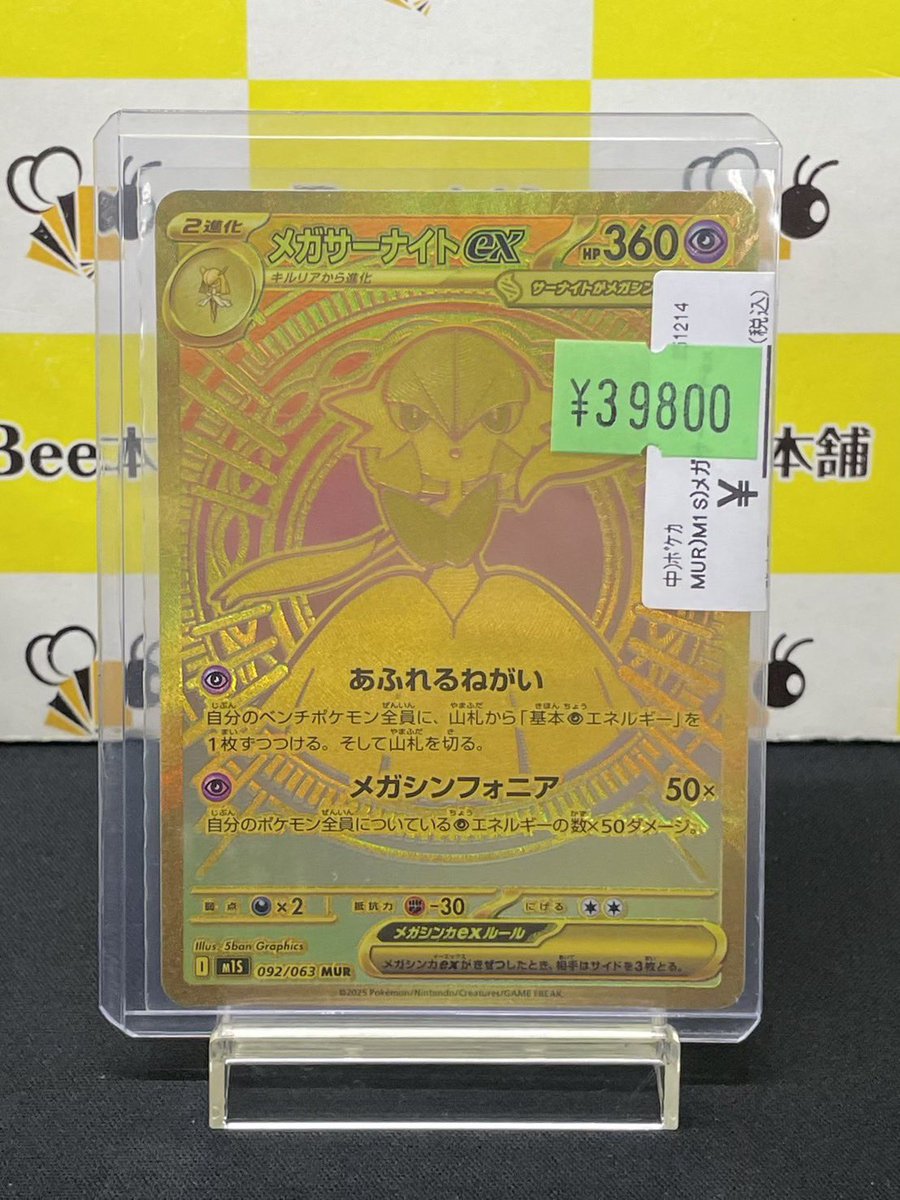 2進化
メガサーナイトex
HP360
キルリアから進化
サーナイトがメガシン
51214
(税込)
¥39800
¥
中)ポケカ
MUR)M1S)メガ
Bee本
本舗
あふれるねがい
自分のベンチポケモン全員に、山札から「基本エネルギー」を
1枚ずつつける。そして山札を切る。
メガシンフォニア 50×
自分のポケモン全員についているエネルギーの数×50ダメージ。
弱点 ×2 抵抗力 -30 にげる
メガシンカexルール
メガシンカexがきぜつしたとき、相手はサイドを3枚とる。
Illus. 5ban Graphics
I m1S 092/063 MUR
©2025 Pokémon/Nintendo/Creatures/GAME FREAK.